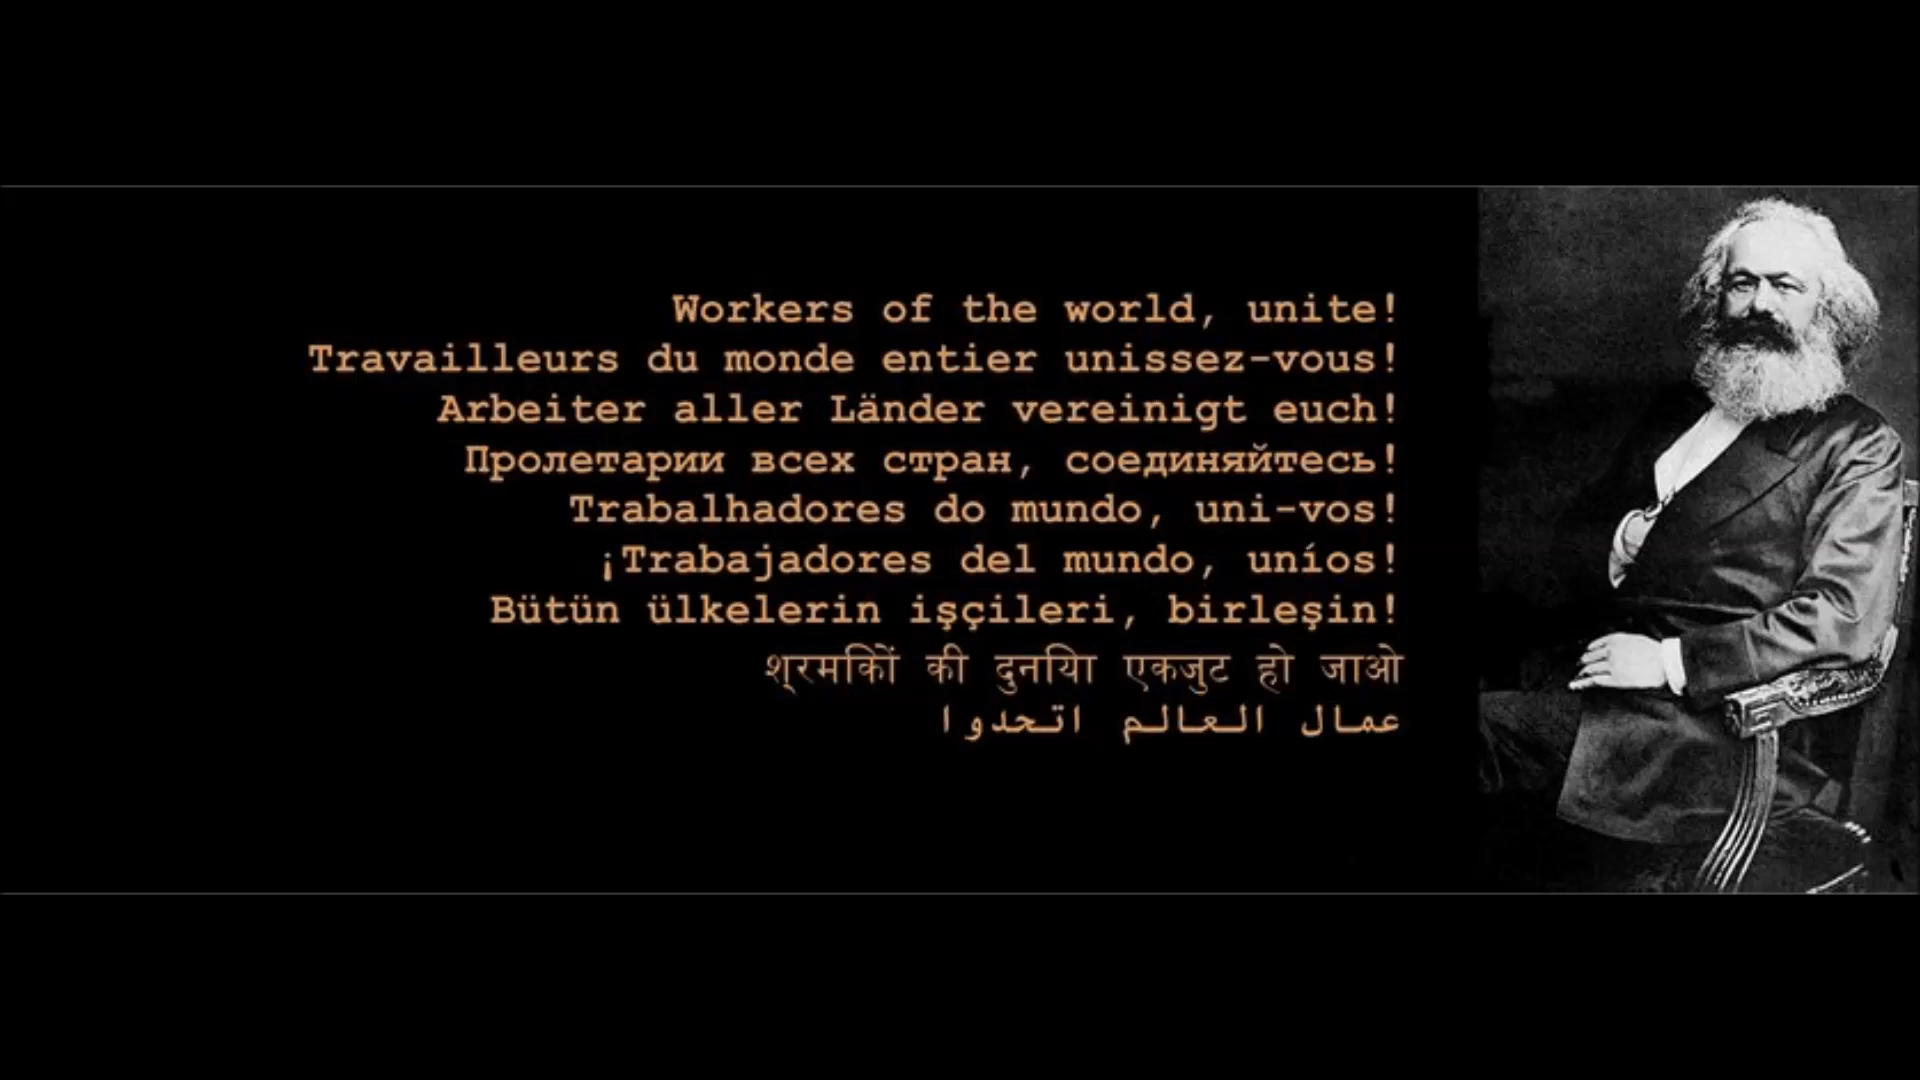 Workers of the world, unite!
Travailleurs du monde entier unissez-vous!
Arbeiter aller Länder vereinigt euch!
Пролетарии всех стран, соединяйтесь!
Trabalhadores do mundo, uni-vos!
¡Trabajadores del mundo, uníos!
Bütün ülkelerin işçileri, birleşin!
श्रमिकों की दुनिया एकजुट हो जाओ
عمال العالم اتحدوا